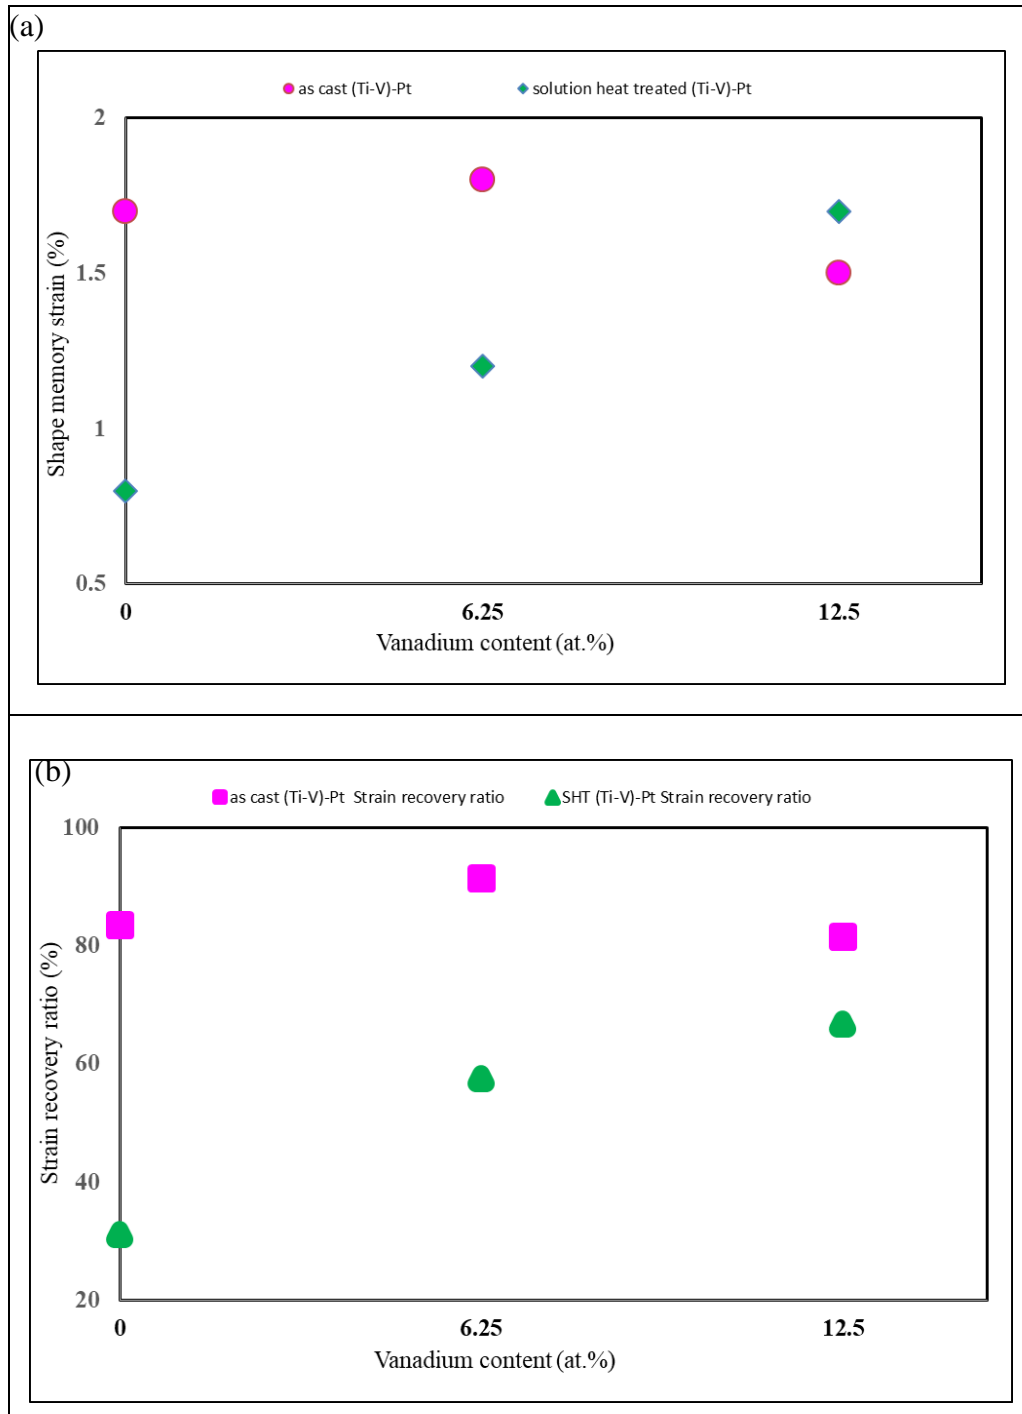 (a)
as cast (Ti-V)-Pt solution heat treated (Ti-V)-Pt
2
1.5
1
0.5
Shape memory strain (%)
0 6.25 12.5
Vanadium content (at.%)
(b)
as cast (Ti-V)-Pt Strain recovery ratio SHT (Ti-V)-Pt Strain recovery ratio
100
80
60
40
20
Strain recovery ratio (%)
0 6.25 12.5
Vanadium content (at.%)